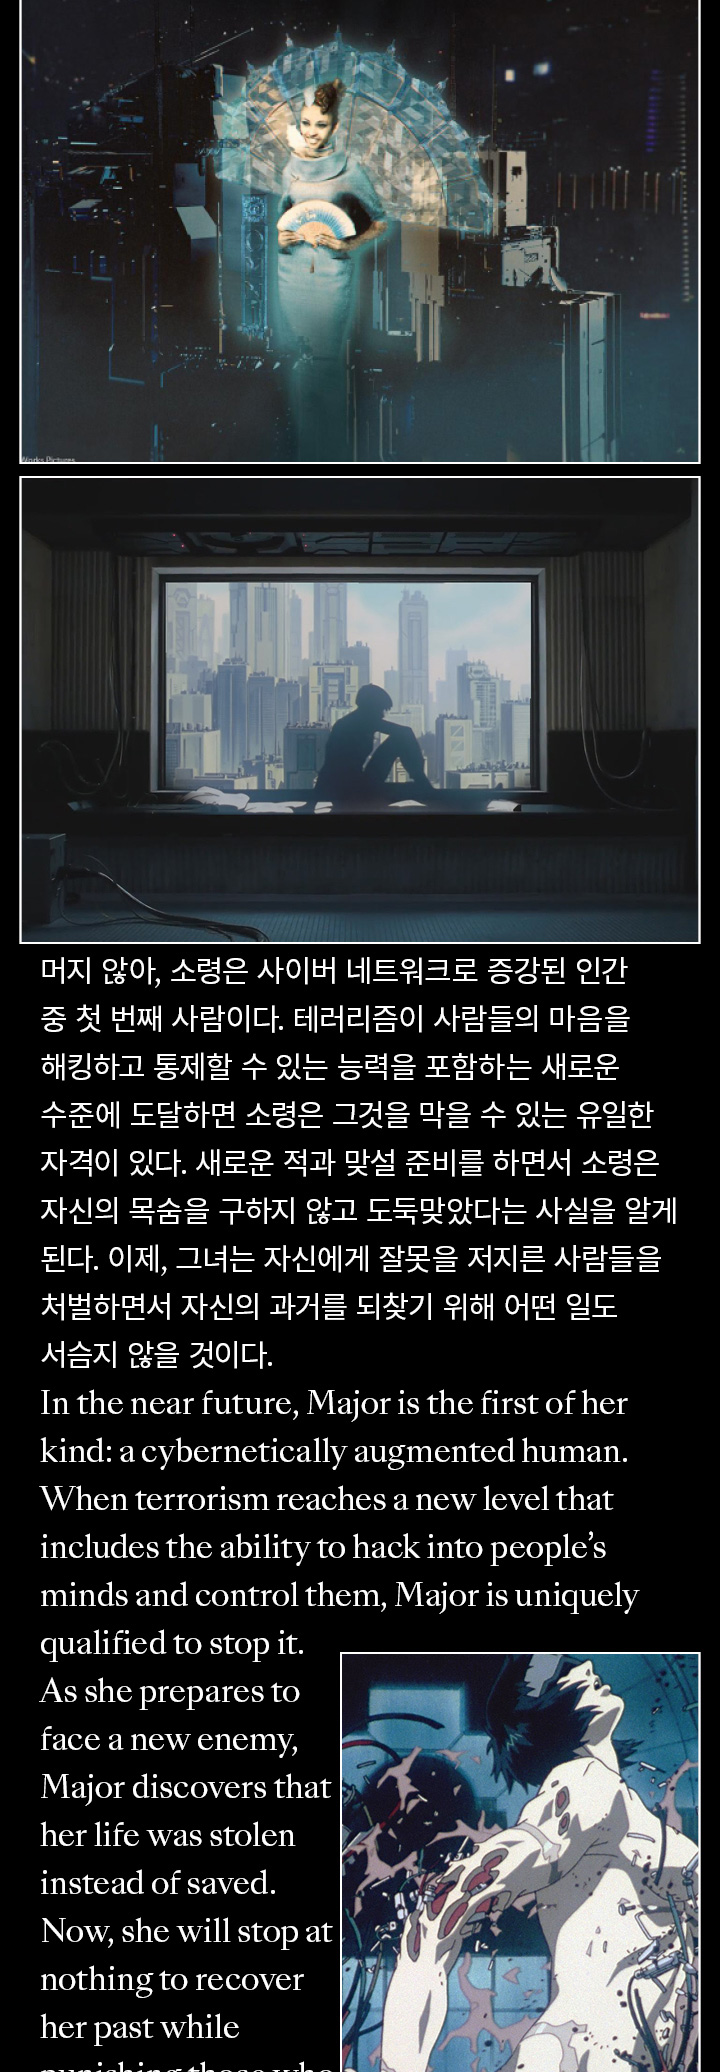 Works Pictures
머지 않아, 소령은 사이버 네트워크로 증강된 인간
중 첫 번째 사람이다. 테러리즘이 사람들의 마음을
해킹하고 통제할 수 있는 능력을 포함하는 새로운
수준에 도달하면 소령은 그것을 막을 수 있는 유일한
자격이 있다. 새로운 적과 맞설 준비를 하면서 소령은
자신의 목숨을 구하지 않고 도둑맞았다는 사실을 알게
된다. 이제, 그녀는 자신에게 잘못을 저지른 사람들을
처벌하면서 자신의 과거를 되찾기 위해 어떤 일도
서슴지 않을 것이다.
In the near future, Major is the first of her
kind: a cybernetically augmented human.
When terrorism reaches a new level that
includes the ability to hack into people’s
minds and control them, Major is uniquely
qualified to stop it.
As she prepares to
face a new enemy,
Major discovers that
her life was stolen
instead of saved.
Now, she will stop at
nothing to recover
her past while
punishing those who